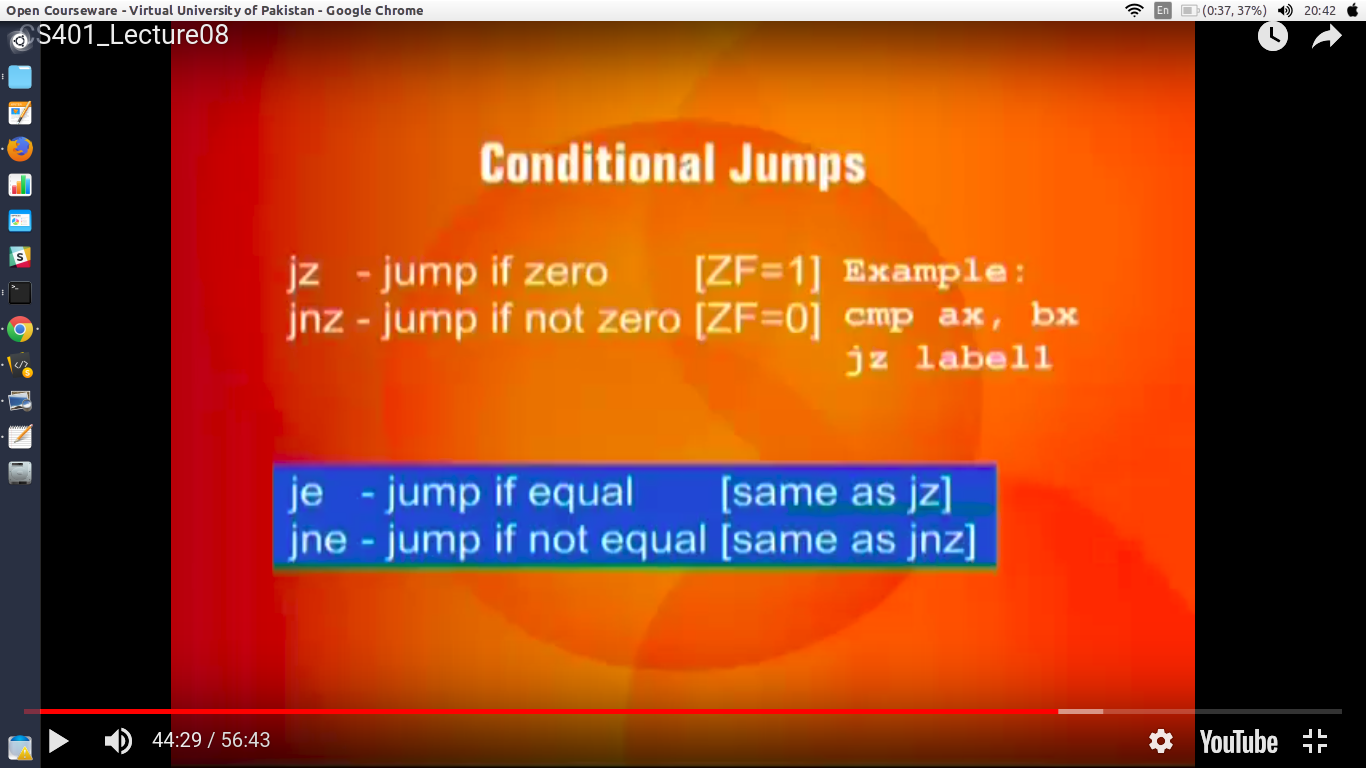 Open Courseware - Virtual University of Pakistan - Google Chrome
En
(0:37, 37%)
20:42
CS401_Lecture08
Conditional Jumps
jz - jump if zero [ZF=1]
jnz - jump if not zero [ZF=0]
Example:
cmp ax, bx
jz label1
je - jump if equal [same as jz]
jne - jump if not equal [same as jnz]
44:29 / 56:43
YouTube